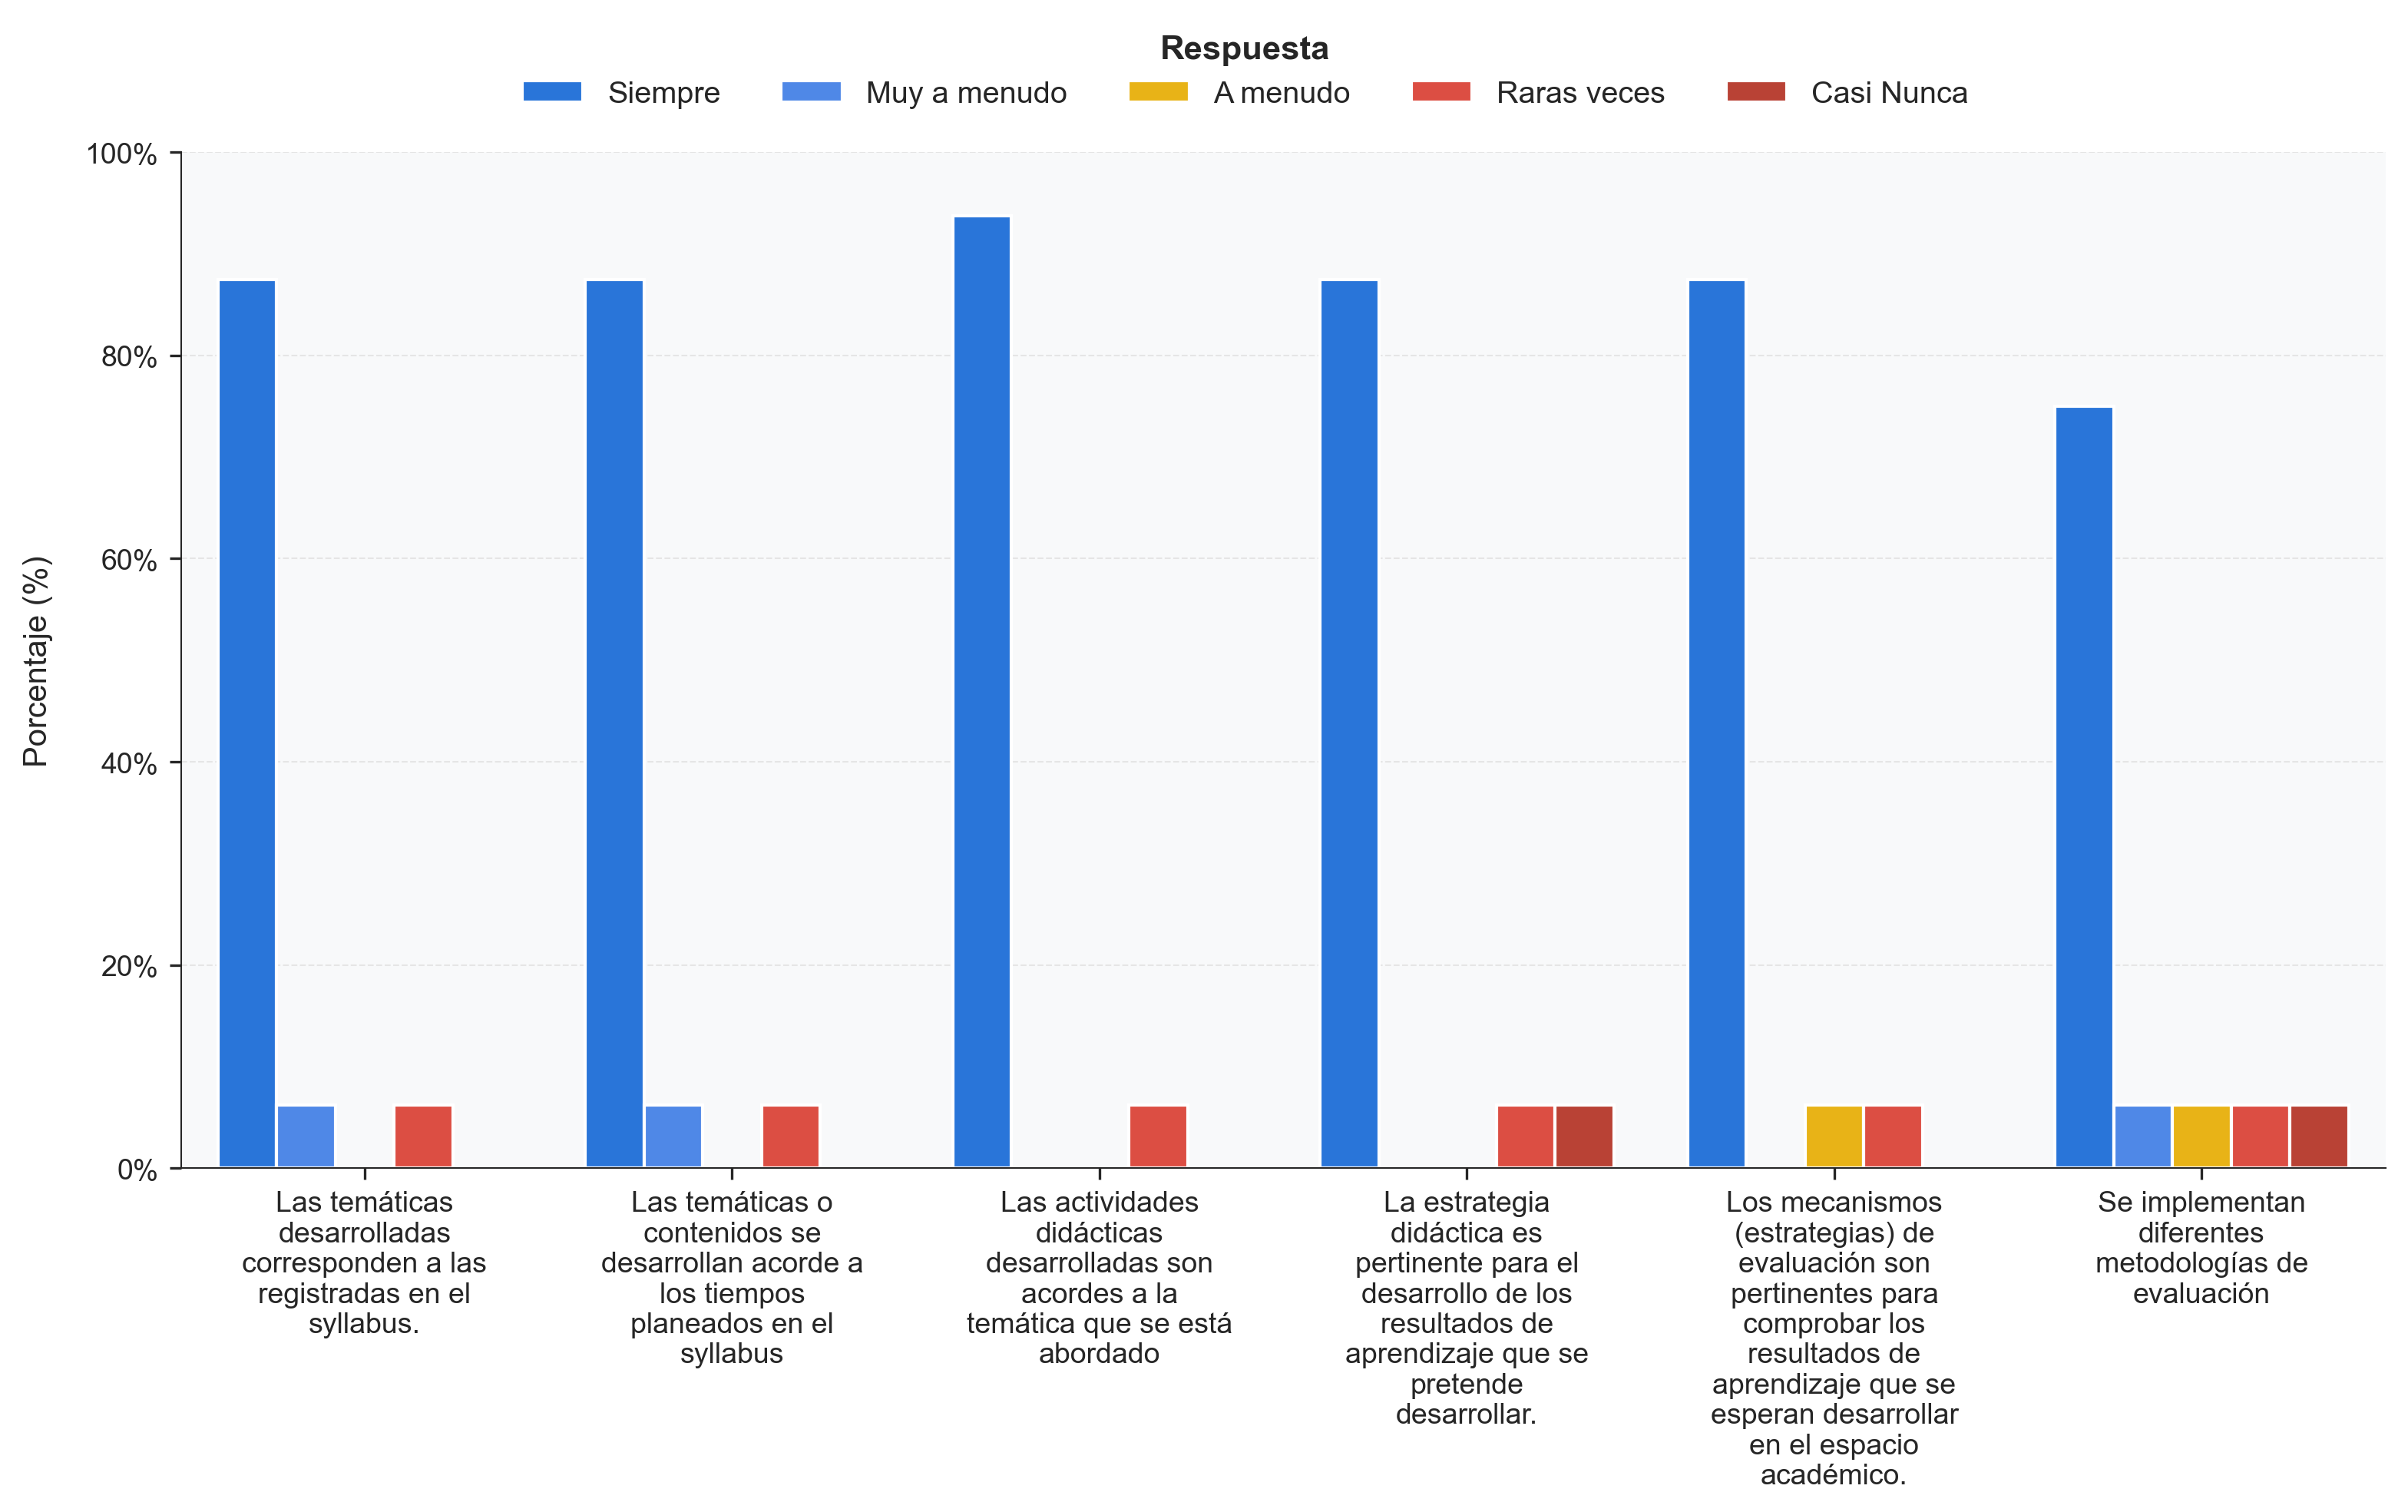 Respuesta
Siempre Muy a menudo A menudo Raras veces Casi Nunca
100%
80%
60%
40%
20%
0%
Porcentaje (%)
Las temáticas
desarrolladas
corresponden a las
registradas en el
syllabus.
Las temáticas o
contenidos se
desarrollan acorde a
los tiempos
planeados en el
syllabus
Las actividades
didácticas
desarrolladas son
acordes a la
temática que se está
abordado
La estrategia
didáctica es
pertinente para el
desarrollo de los
resultados de
aprendizaje que se
pretende
desarrollar.
Los mecanismos
(estrategias) de
evaluación son
pertinentes para
comprobar los
resultados de
aprendizaje que se
esperan desarrollar
en el espacio
académico.
Se implementan
diferentes
metodologías de
evaluación